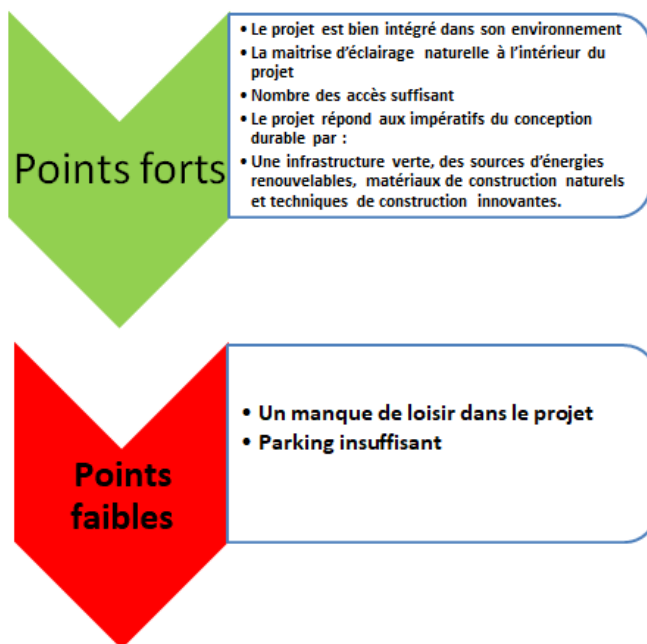 Points forts
• Le projet est bien intégré dans son environnement
• La maitrise d'éclairage naturelle à l'intérieur du
projet
• Nombre des accès suffisant
• Le projet répond aux impératifs du conception
durable par :
• Une infrastructure verte, des sources d'énergies
renouvelables, matériaux de construction naturels
et techniques de construction innovantes.
Points
faibles
• Un manque de loisir dans le projet
• Parking insuffisant